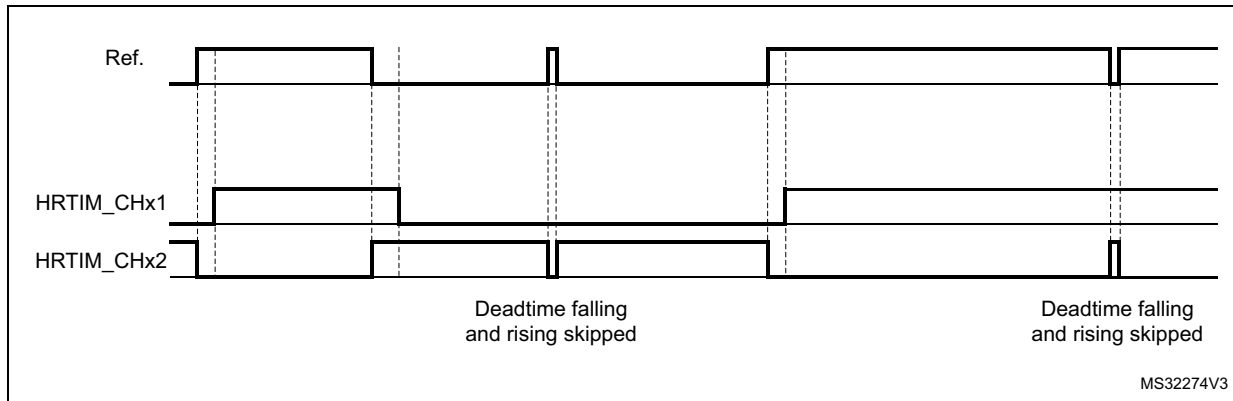 Ref.
HRTIM_CHx1
HRTIM_CHx2
Deadtime falling
and rising skipped
Deadtime falling
and rising skipped
MS32274V3